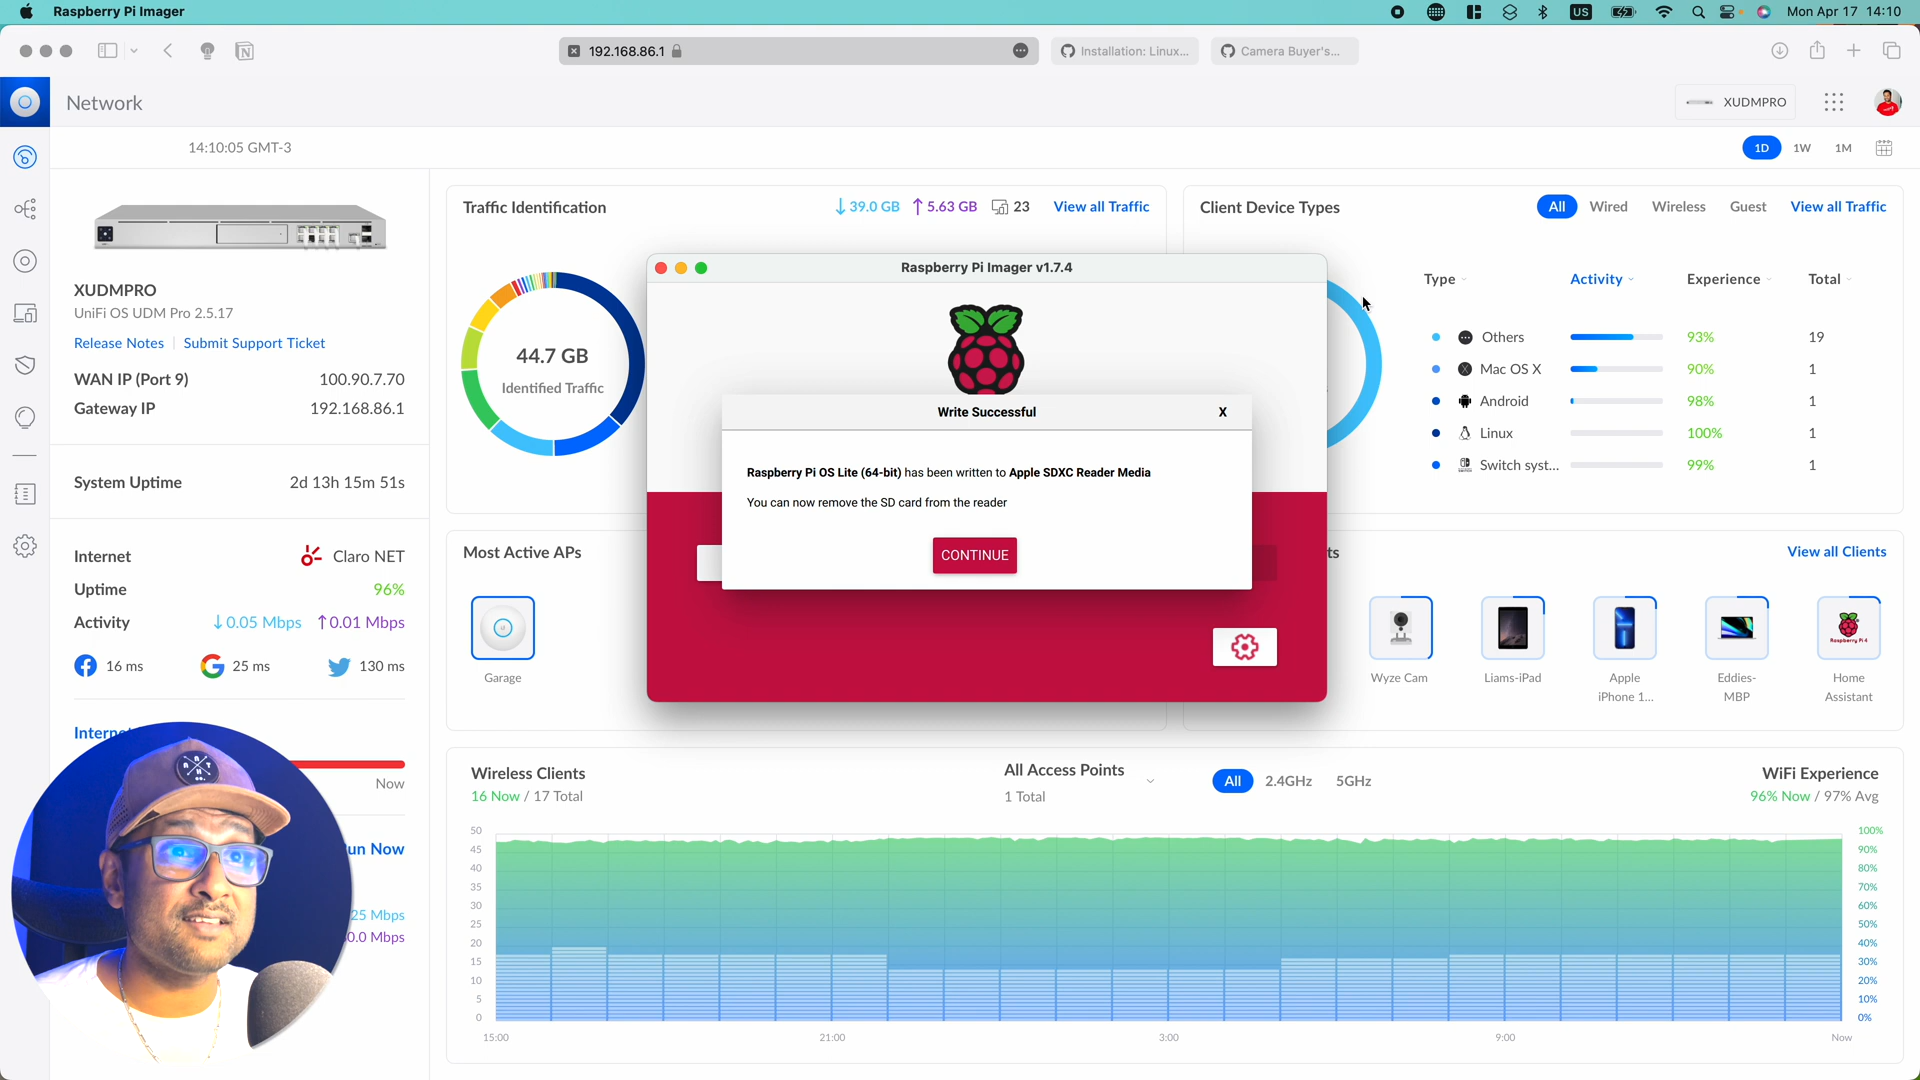 Raspberry Pi Imager
US
Mon Apr 17 14:10
192.168.86.1
Installation: Linux...
Camera Buyer's...
Network
XUDMPRO
14:10:05 GMT-3
1D
1W
1M
XUDMPRO
UniFi OS UDM Pro 2.5.17
Release Notes
Submit Support Ticket
WAN IP (Port 9)
100.90.7.70
Gateway IP
192.168.86.1
System Uptime
2d 13h 15m 51s
Internet
Claro NET
Uptime
96%
Activity
↓0.05 Mbps
↑0.01 Mbps
16 ms
25 ms
130 ms
Now
Now
25 Mbps
0.0 Mbps
Traffic Identification
↓39.0 GB
↑5.63 GB
23
View all Traffic
44.7 GB
Identified Traffic
Client Device Types
All
Wired
Wireless
Guest
View all Traffic
Type
Activity
Experience
Total
Others
93%
19
Mac OS X
90%
1
Android
98%
1
Linux
100%
1
Switch syst...
99%
1
Raspberry Pi Imager v1.7.4
Write Successful
X
Raspberry Pi OS Lite (64-bit) has been written to Apple SDXC Reader Media
You can now remove the SD card from the reader
CONTINUE
Most Active APs
Garage
ts
View all Clients
Wyze Cam
Liams-iPad
Apple
iPhone 1...
Eddies-
MBP
Raspberry Pi 4
Home
Assistant
Wireless Clients
16 Now / 17 Total
All Access Points
1 Total
All
2.4GHz
5GHz
WiFi Experience
96% Now / 97% Avg
50
45
40
35
30
25
20
15
10
5
0
100%
90%
80%
70%
60%
50%
40%
30%
20%
10%
0%
15:00
21:00
3:00
9:00
Now